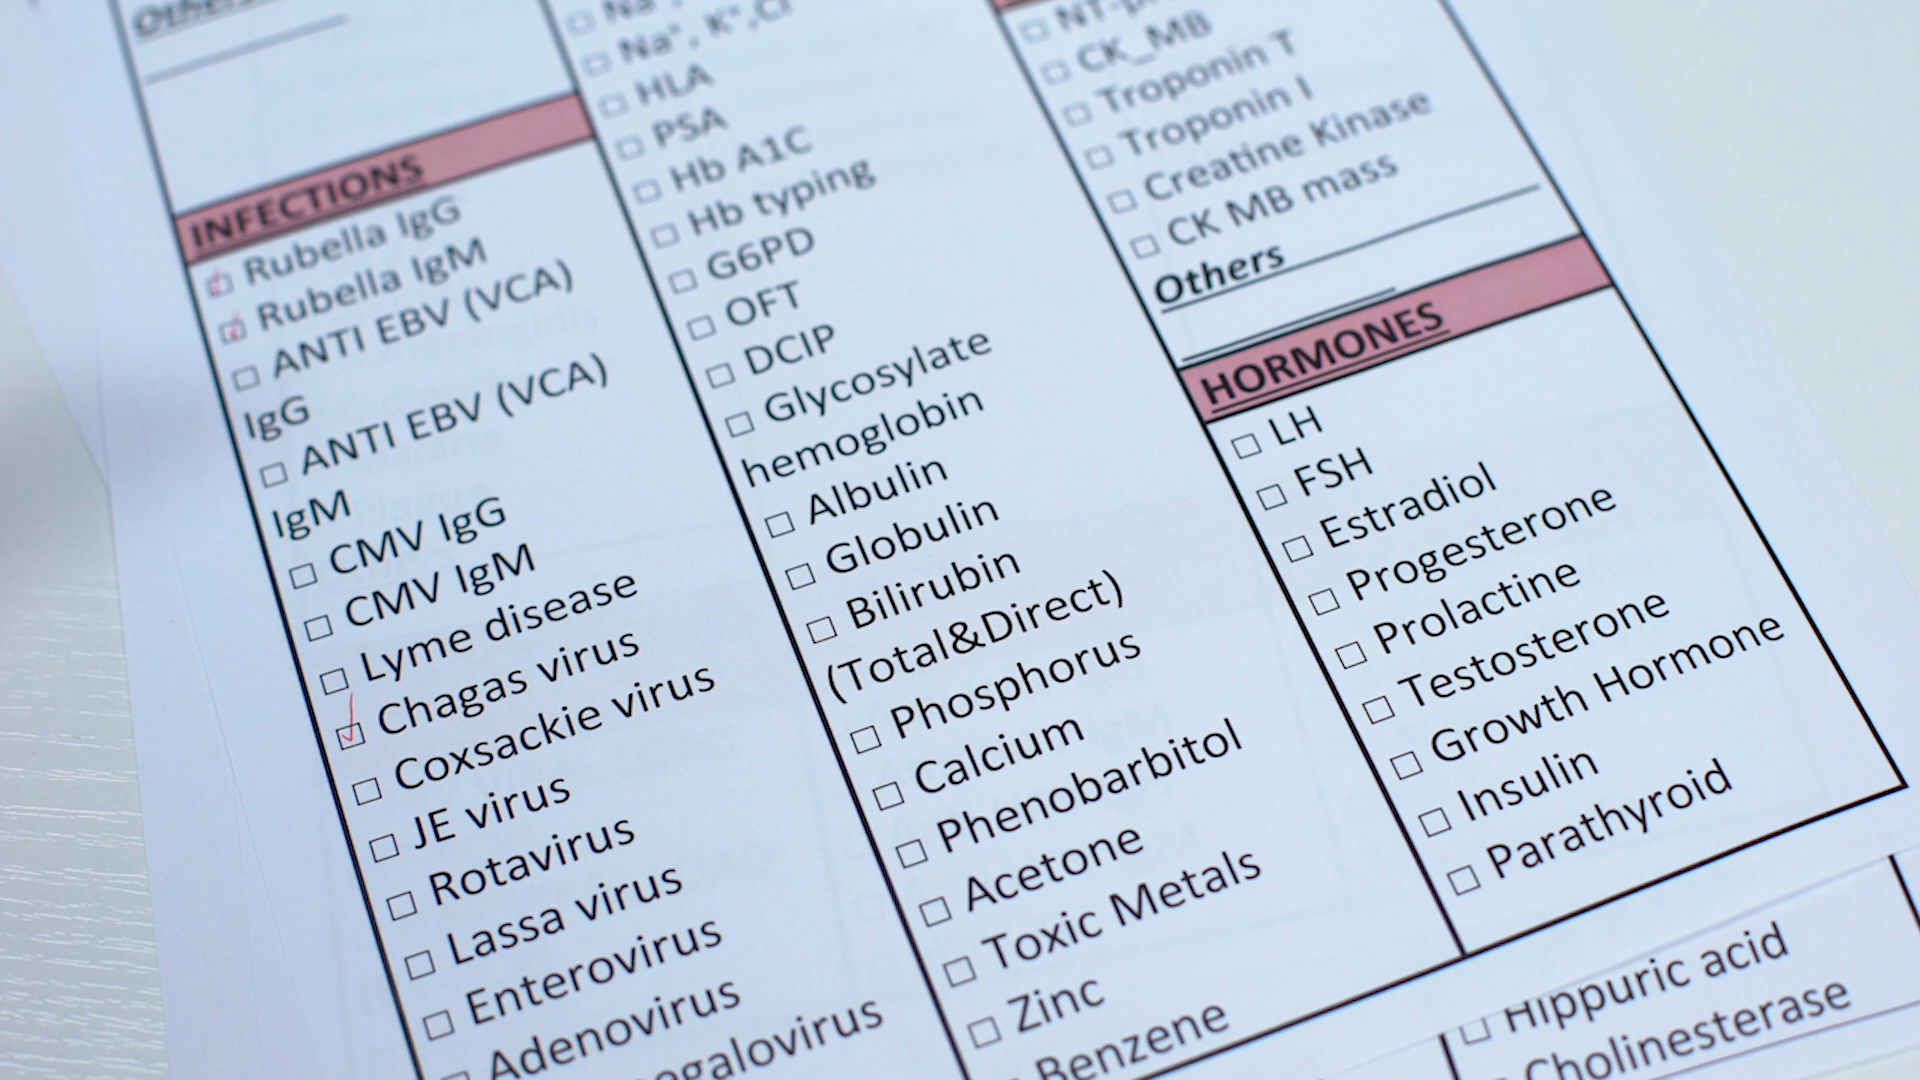 Others
INFECTIONS
Rubella IgG
Rubella IgM
ANTI EBV (VCA)
IgG
ANTI EBV (VCA)
IgM
CMV IgG
CMV IgM
Lyme disease
Chagas virus
Coxsackie virus
JE virus
Rotavirus
Lassa virus
Enterovirus
Adenovirus
Na⁺, K⁺,Cl
HLA
PSA
Hb A1C
Hb typing
G6PD
OFT
DCIP
Glycosylate
hemoglobin
Albulin
Globulin
Bilirubin
(Total&Direct)
Phosphorus
Calcium
Phenobarbitol
Acetone
Toxic Metals
Zinc
Benzene
CK_MB
Troponin T
Troponin I
Creatine Kinase
CK MB mass
Others
HORMONES
LH
FSH
Estradiol
Progesterone
Prolactine
Testosterone
Growth Hormone
Insulin
Parathyroid
Hippuric acid
Cholinesterase